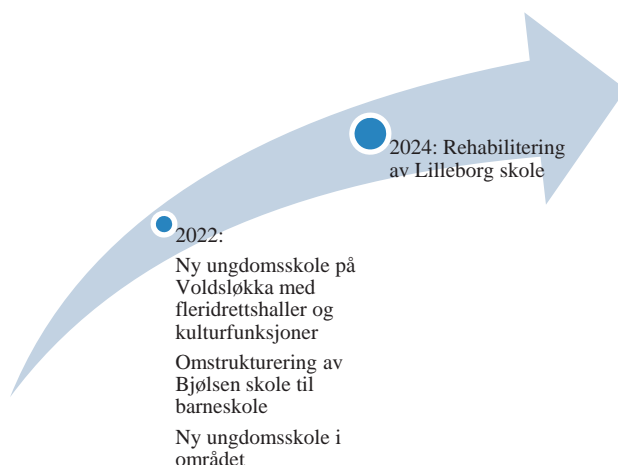 2024: Rehabilitering
av Lilleborg skole
2022:
Ny ungdomsskole på
Voldsløkka med
fleridrettshaller og
kulturfunksjoner
Omstrukturering av
Bjølsen skole til
barneskole
Ny ungdomsskole i
området